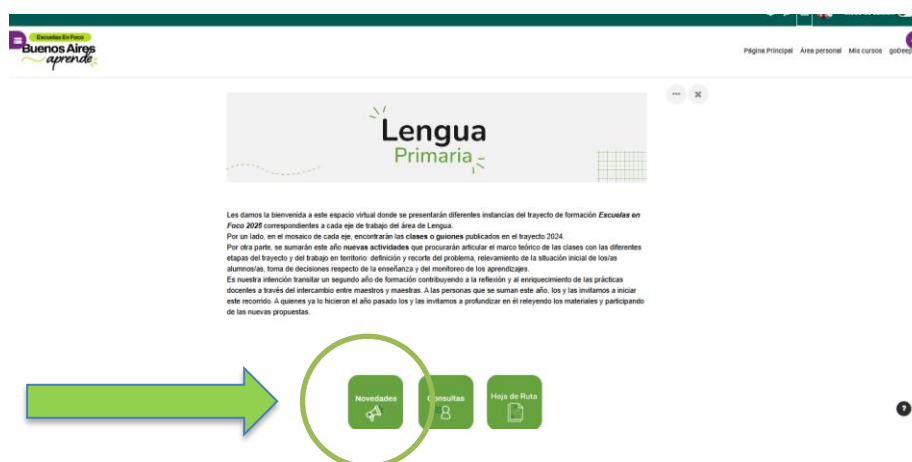 Escuelas En Foco
Buenos Aires
aprende
Página Principal Área personal Mis cursos
Lengua
Primaria
Les damos la bienvenida a este espacio virtual donde se presentarán diferentes instancias del trayecto de formación Escuelas en
Foco 2025 correspondientes a cada eje de trabajo del área de Lengua.
Por un lado, en el mosaico de cada eje, encontrarán las clases o guiones publicados en el trayecto 2024.
Por otra parte, se sumarán este año nuevas actividades que procurarán articular el marco teórico de las clases con las diferentes
etapas del trayecto y del trabajo en territorio: definición y recorte del problema, relevamiento de la situación inicial de los/as
alumnos/as, toma de decisiones respecto de la enseñanza y del monitoreo de los aprendizajes.
Es nuestra intención transitar un segundo año de formación contribuyendo a la reflexión y al enriquecimiento de las prácticas
docentes a través del intercambio entre maestros y maestras. A las personas que se suman este año, los y las invitamos a iniciar
este recorrido. A quienes ya lo hicieron el año pasado los y las invitamos a profundizar en él releyendo los materiales y participando
de las nuevas propuestas.
Novedades Consultas Hoja de Ruta